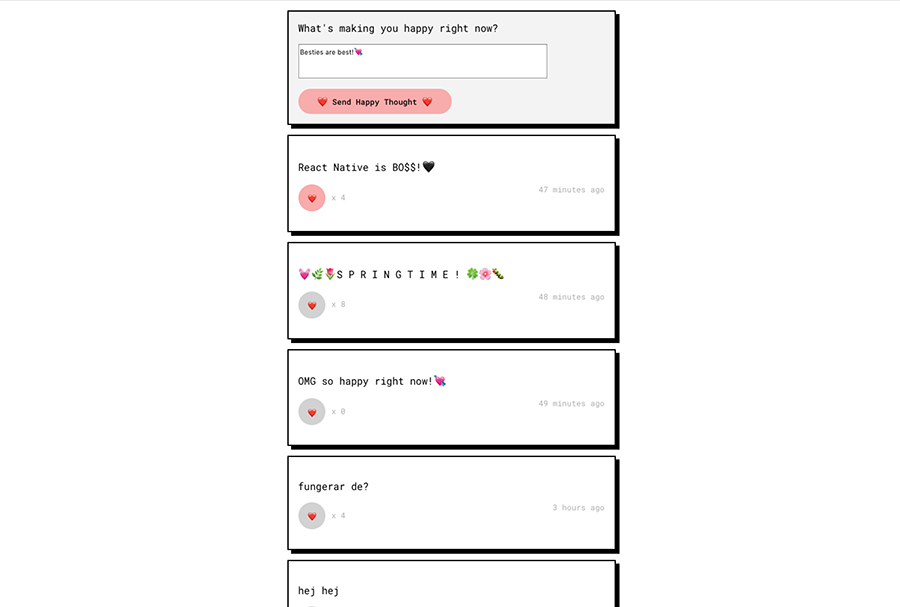 What's making you happy right now?
Besties are best!💘
❤️ Send Happy Thought ❤️
React Native is BO$$!🖤
47 minutes ago
❤️ x 4
💓🌿🌷S P R I N G T I M E ! 🍀🌸🐛
48 minutes ago
❤️ x 8
OMG so happy right now!💘
49 minutes ago
❤️ x 0
fungerar de?
3 hours ago
❤️ x 4
hej hej